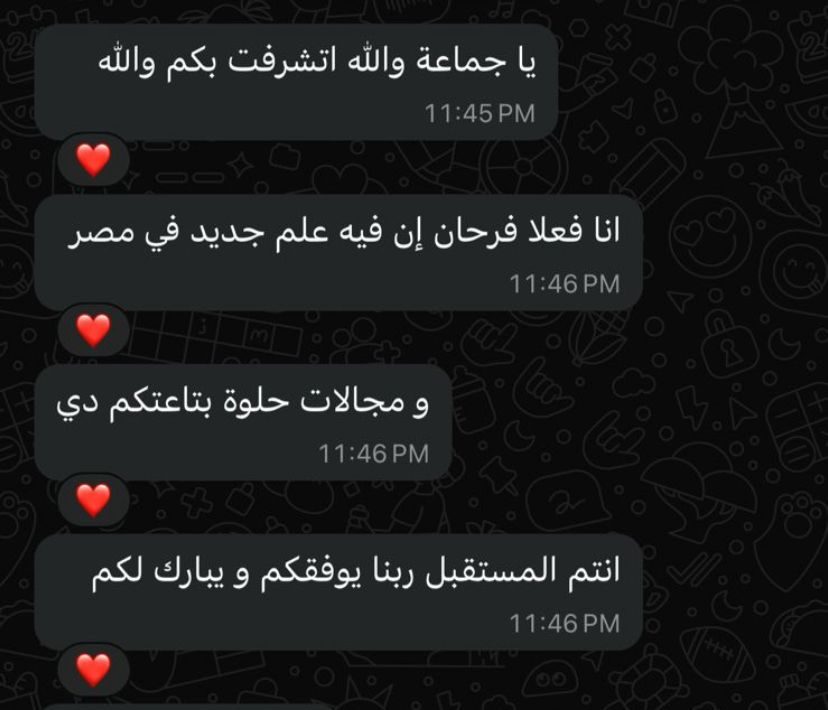 يا جماعة والله اتشرفت بكم والله
11:45 PM
انا فعلا فرحان إن فيه علم جديد في مصر
11:46 PM
و مجالات حلوة بتاعتكم دي
11:46 PM
انتم المستقبل ربنا يوفقكم و يبارك لكم
11:46 PM